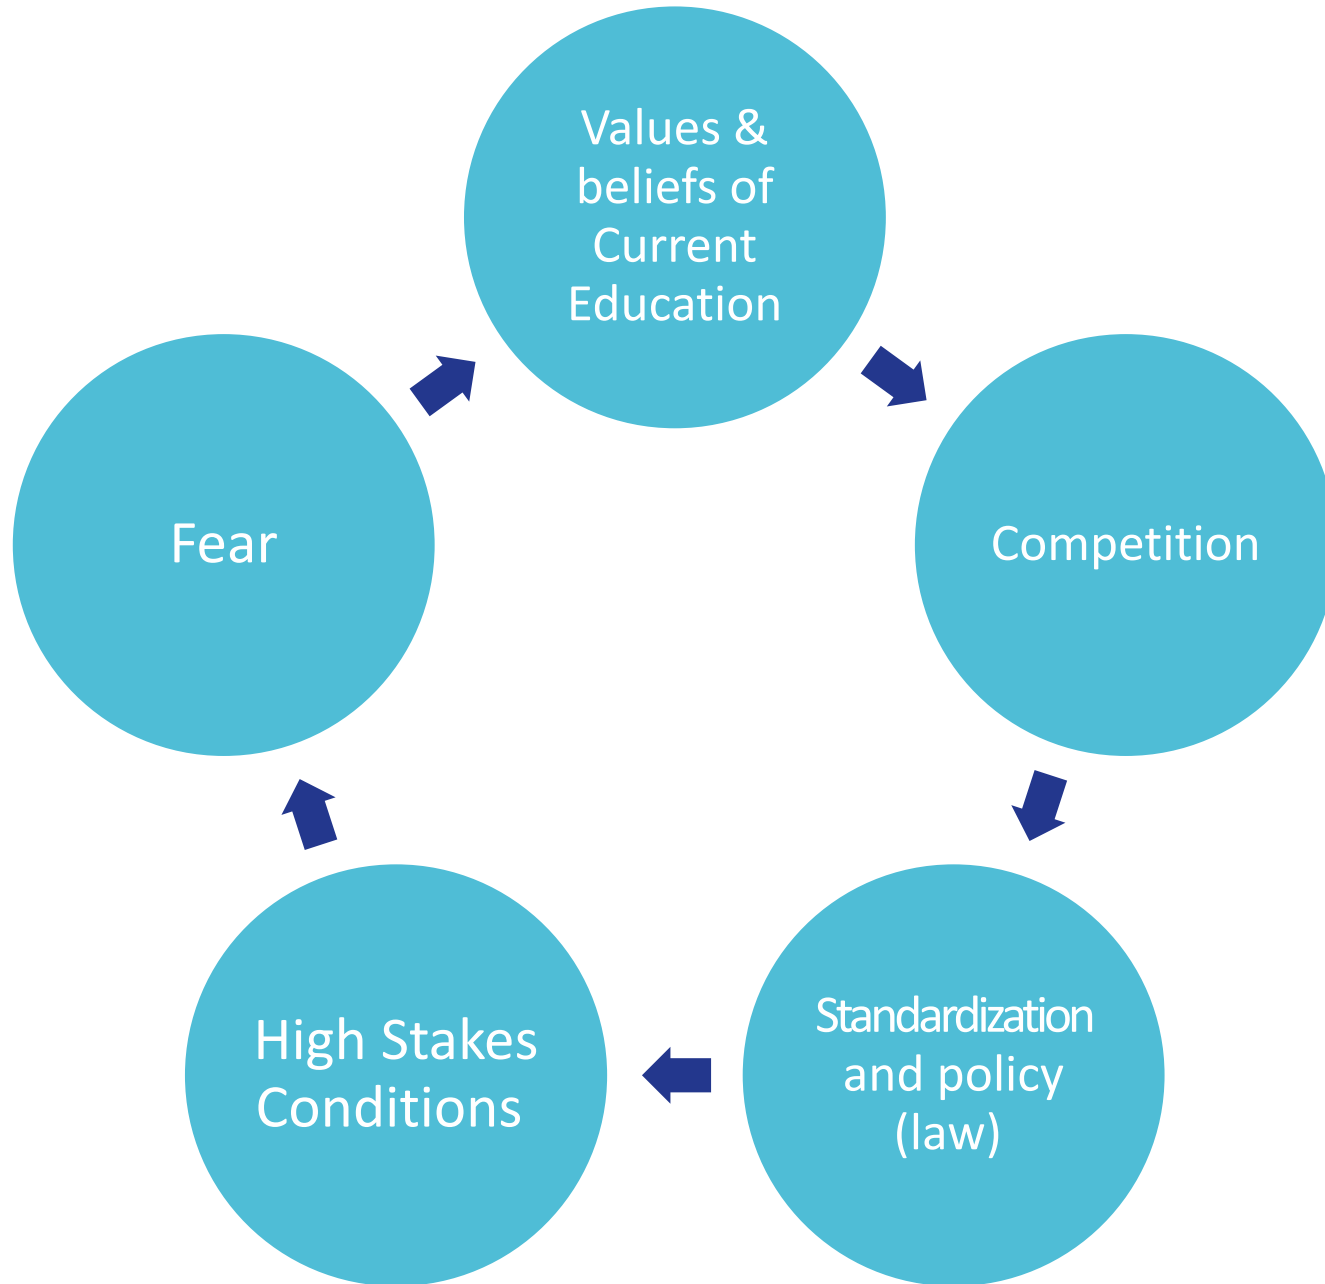 Values &
beliefs of
Current
Education
Competition
Standardization
and policy
(law)
High Stakes
Conditions
Fear